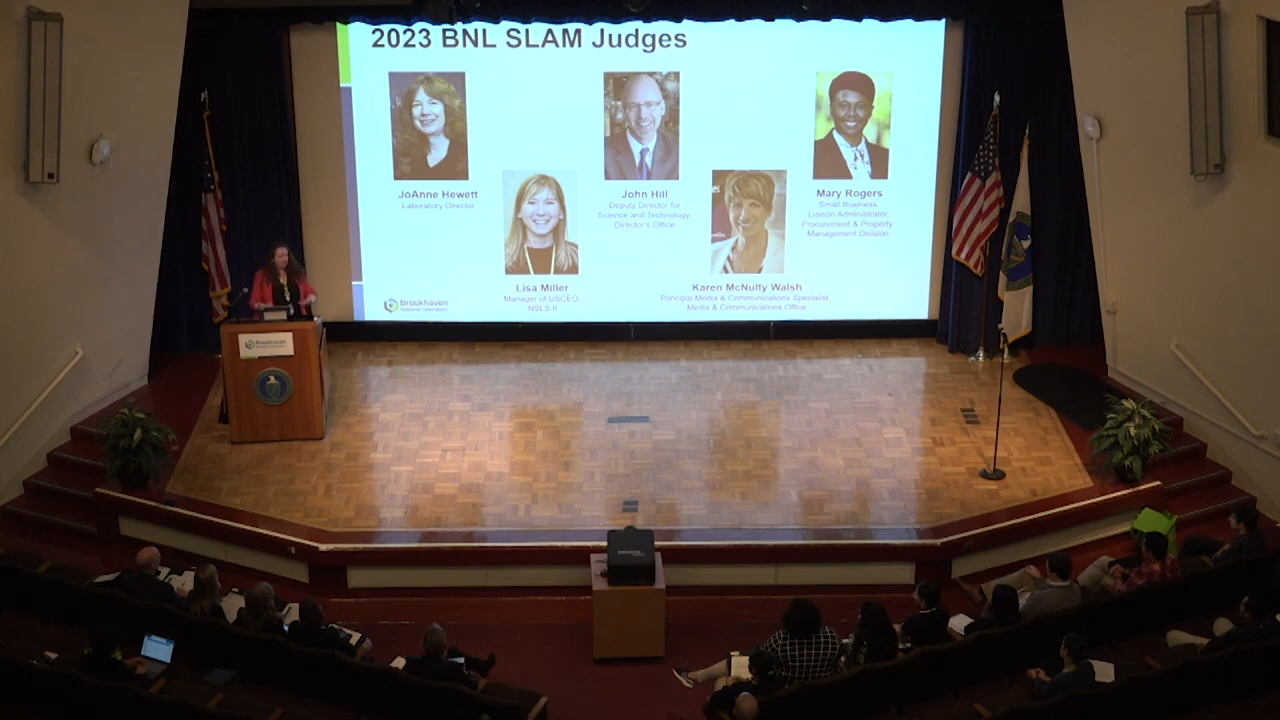 2023 BNL SLAM Judges
JoAnne Hewett
Laboratory Director
John Hill
Deputy Director for
Science and Technology,
Director's Office
Mary Rogers
Small Business
Liaison Administrator,
Procurement & Property
Management Division
Lisa Miller
Manager of USCEO,
NSLS-II
Karen McNulty Walsh
Principal Media & Communications Specialist,
Media & Communications Office
Brookhaven
National Laboratory
Brookhaven